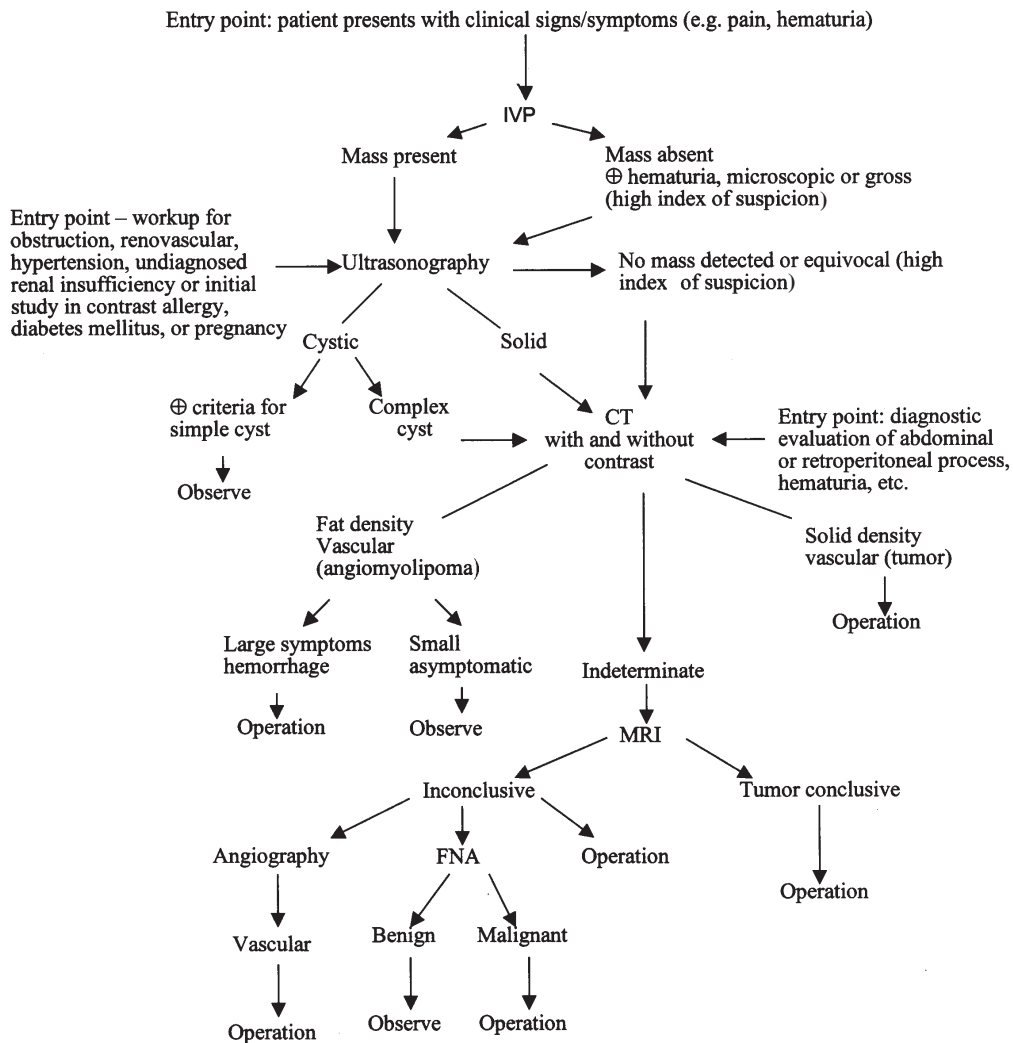 Entry point: patient presents with clinical signs/symptoms (e.g. pain, hematuria)
IVP
Mass present
Mass absent
⊕ hematuria, microscopic or gross
(high index of suspicion)
Entry point – workup for
obstruction, renovascular,
hypertension, undiagnosed
renal insufficiency or initial
study in contrast allergy,
diabetes mellitus, or pregnancy
Ultrasonography
No mass detected or equivocal (high
index of suspicion)
Cystic
Solid
⊕ criteria for
simple cyst
Complex
cyst
CT
with and without
contrast
Entry point: diagnostic
evaluation of abdominal
or retroperitoneal process,
hematuria, etc.
Observe
Fat density
Vascular
(angiomyolipoma)
Solid density
vascular (tumor)
Operation
Large symptoms
hemorrhage
Small
asymptomatic
Indeterminate
Operation
Observe
MRI
Inconclusive
Tumor conclusive
Angiography
FNA
Operation
Operation
Vascular
Benign
Malignant
Operation
Observe
Operation